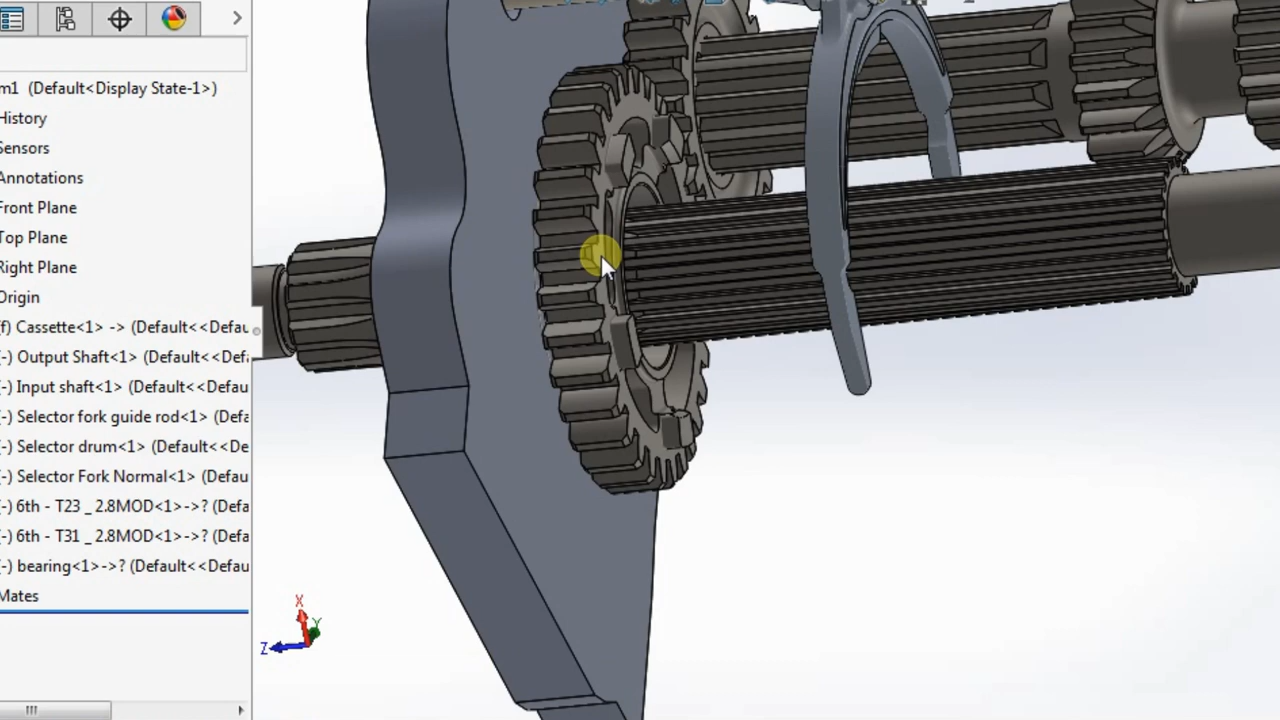 m1 (Default<Display State-1>)
History
Sensors
Annotations
Front Plane
Top Plane
Right Plane
Origin
(f) Cassette<1> -> (Default<<Defau
(-) Output Shaft<1> (Default<<Def
(-) Input shaft<1> (Default<<Defau
(-) Selector fork guide rod<1> (Defa
(-) Selector drum<1> (Default<<De
(-) Selector Fork Normal<1> (Defau
(-) 6th - T23 _ 2.8MOD<1>->? (Defa
(-) 6th - T31 _ 2.8MOD<1>->? (Defa
(-) bearing<1>->? (Default<<Defau
Mates
X
Y
Z